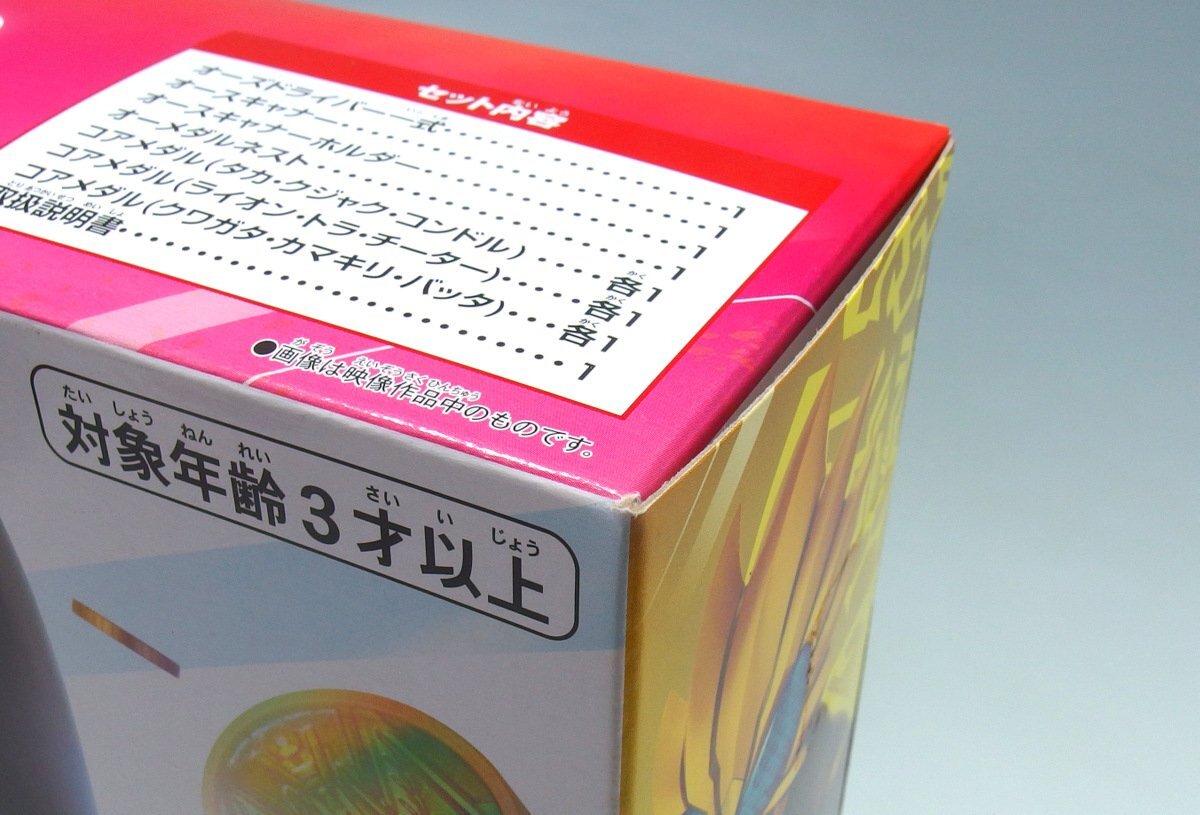 セット内容
オーズドライバー一式
オースキャナー 1
オースキャナーホルダー 1
オーメダルネスト 1
コアメダル(タカ・クジャク・コンドル) 各1
コアメダル(ライオン・トラ・チーター) 各1
コアメダル(クワガタ・カマキリ・バッタ) 各1
取扱説明書 1
●画像は映像作品中のものです。
対象年齢3才以上